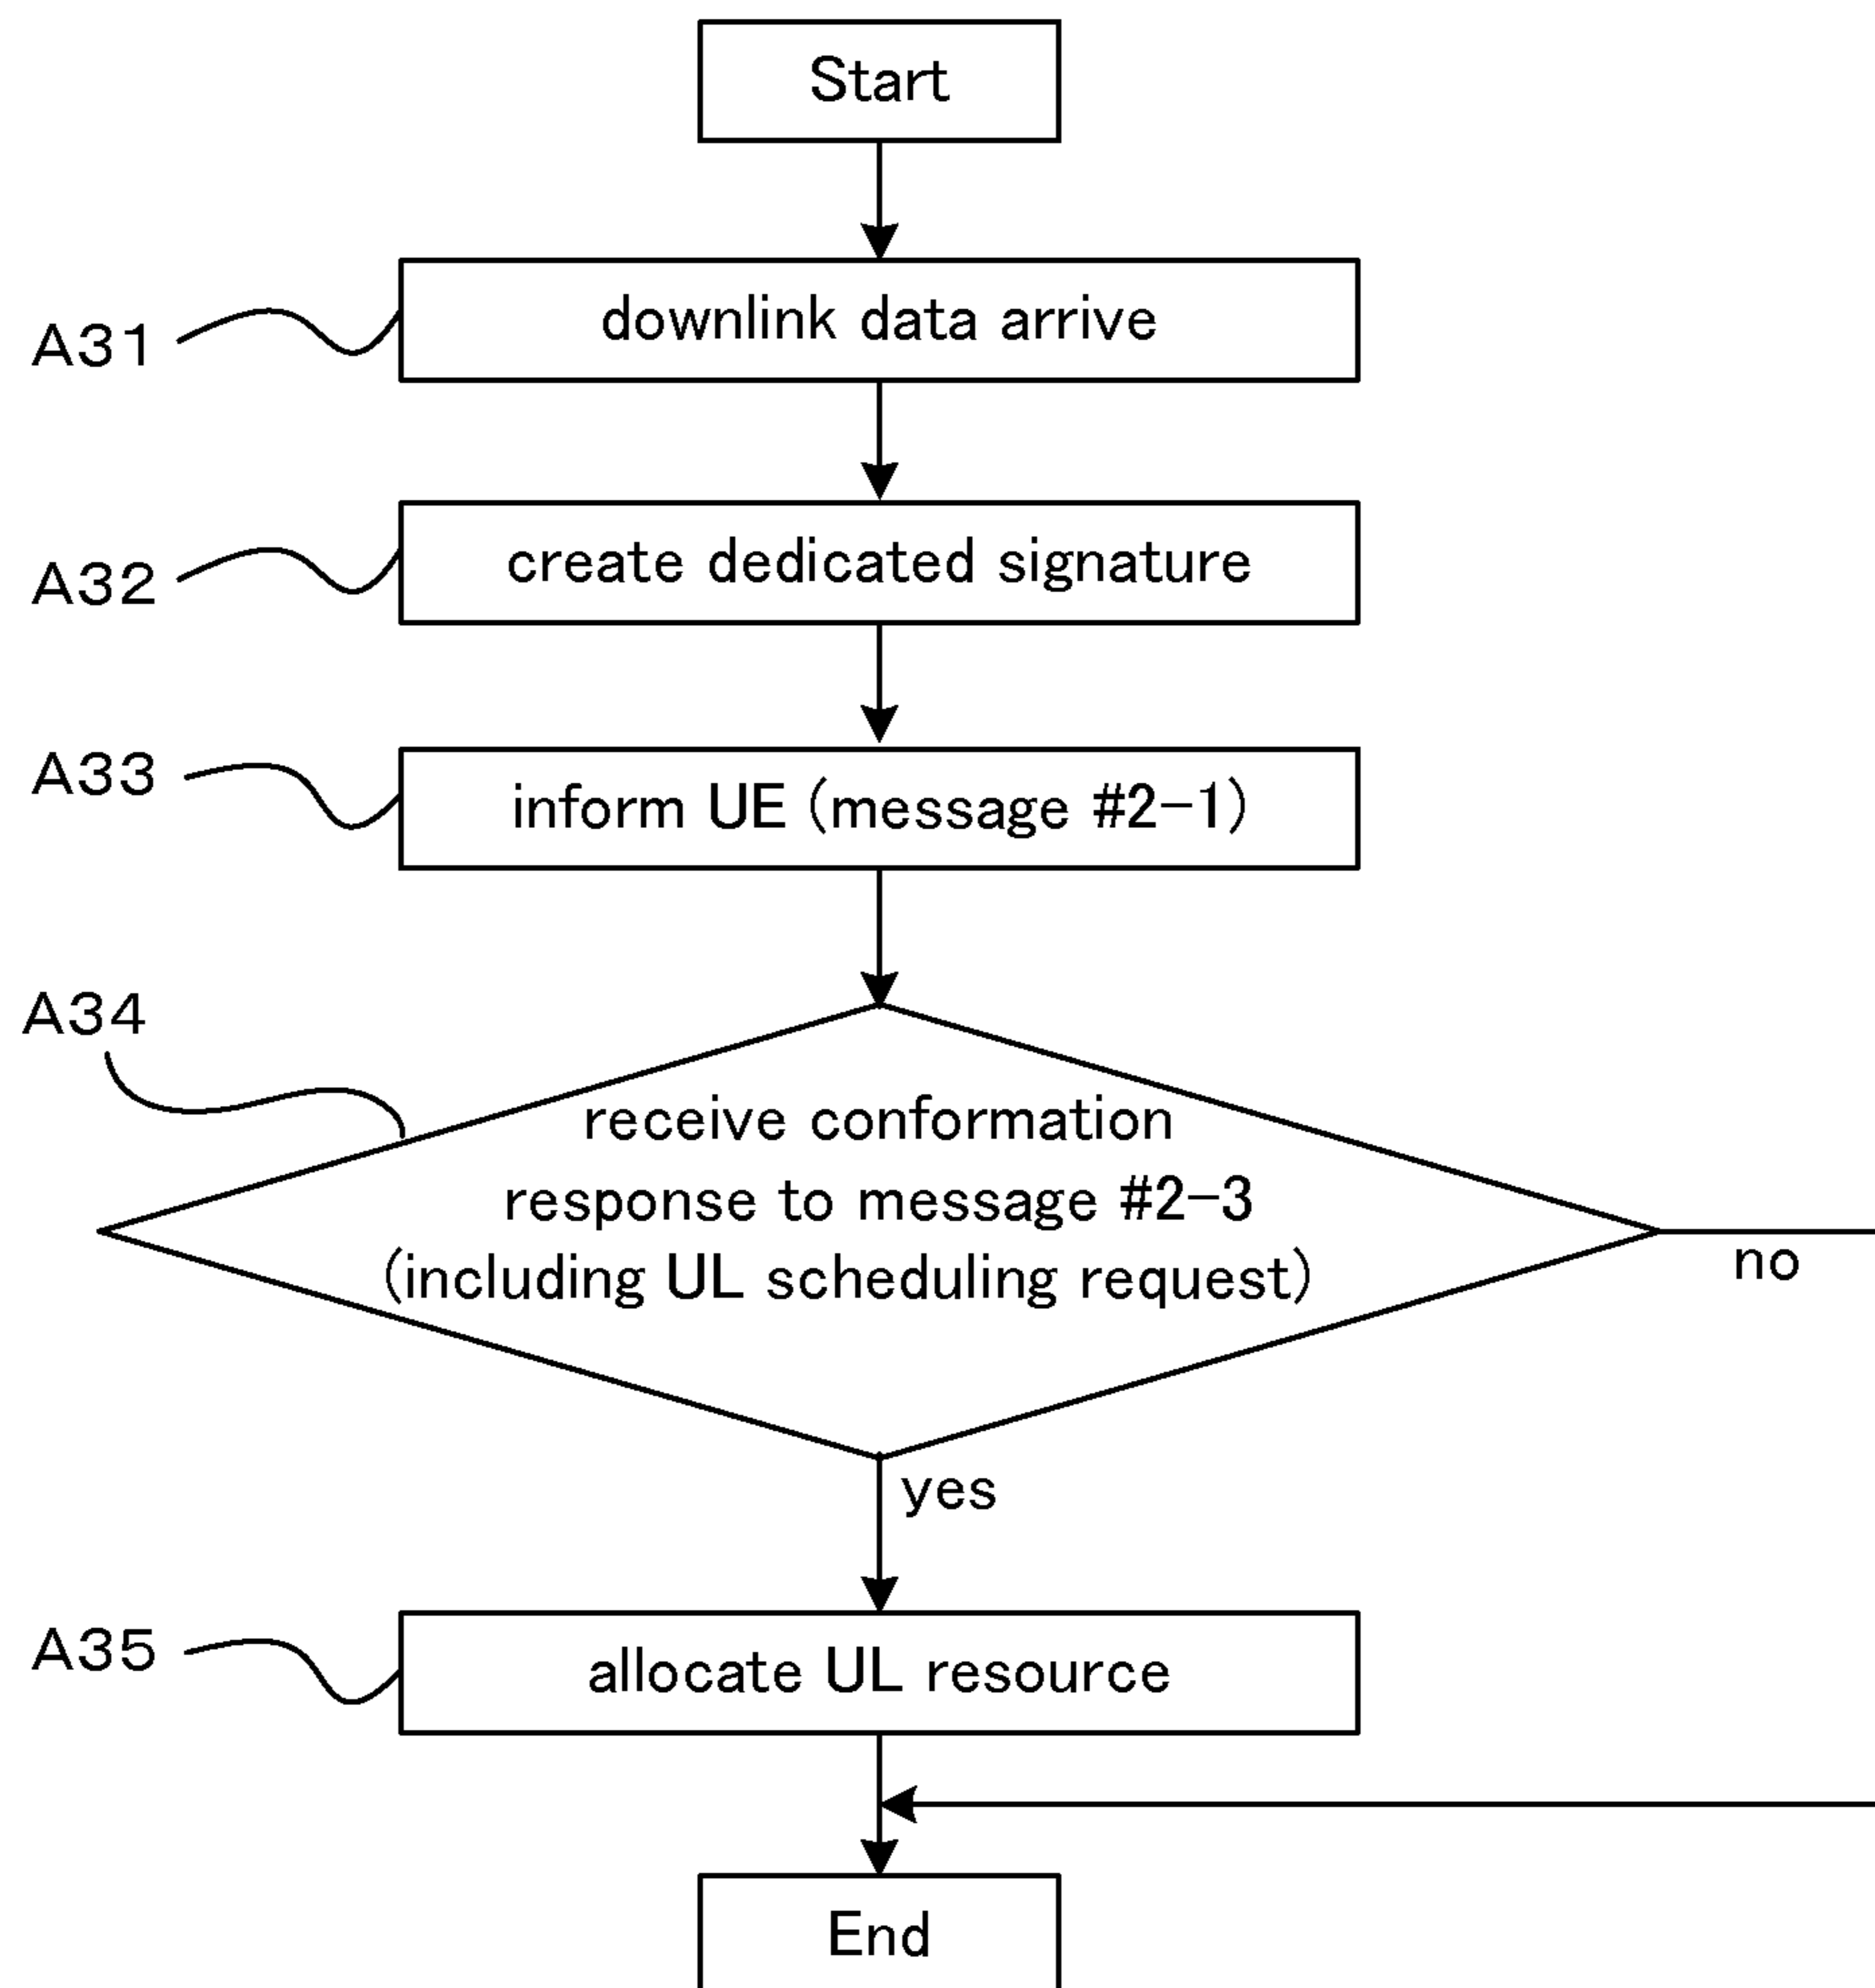 Start
A31
downlink data arrive
A32
create dedicated signature
A33
inform UE (message #2-1)
A34
receive conformation
response to message #2-3
(including UL scheduling request)
no
yes
A35
allocate UL resource
End